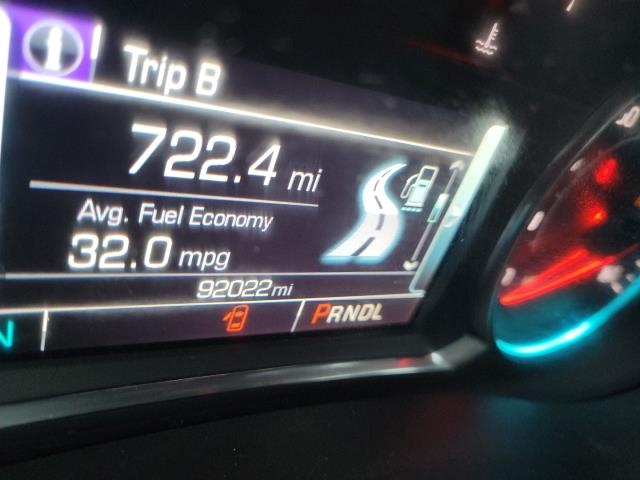 Trip B
722.4 mi
Avg. Fuel Economy
32.0 mpg
92022 mi
N
PRNDL